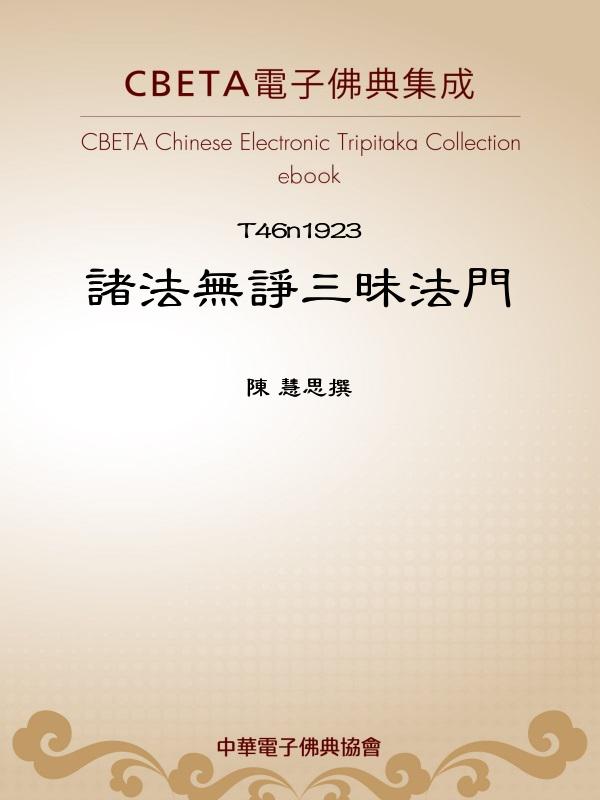 CBETA電子佛典集成
CBETA Chinese Electronic Tripitaka Collection
ebook
T46n1923
諸法無諍三昧法門
陳 慧思撰
中華電子佛典協會